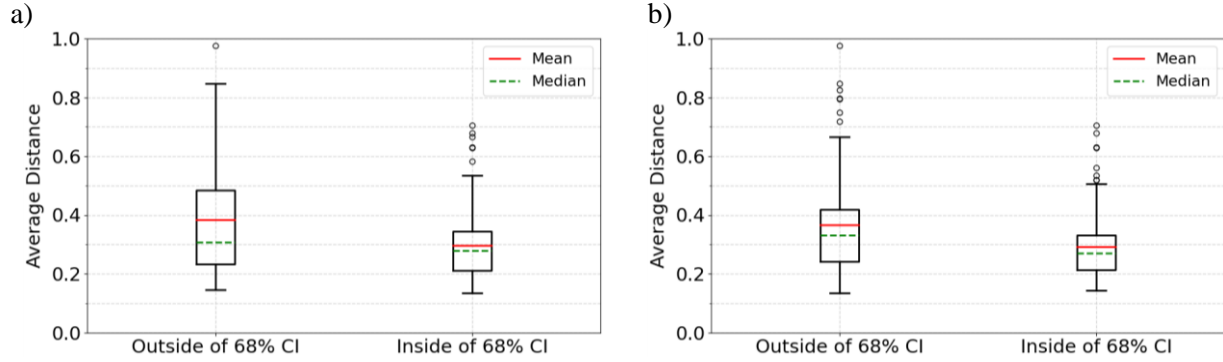 a)
1.0
0.8
0.6
0.4
0.2
0.0
Average Distance
Mean
Median
Outside of 68% CI
Inside of 68% CI
b)
1.0
0.8
0.6
0.4
0.2
0.0
Average Distance
Mean
Median
Outside of 68% CI
Inside of 68% CI